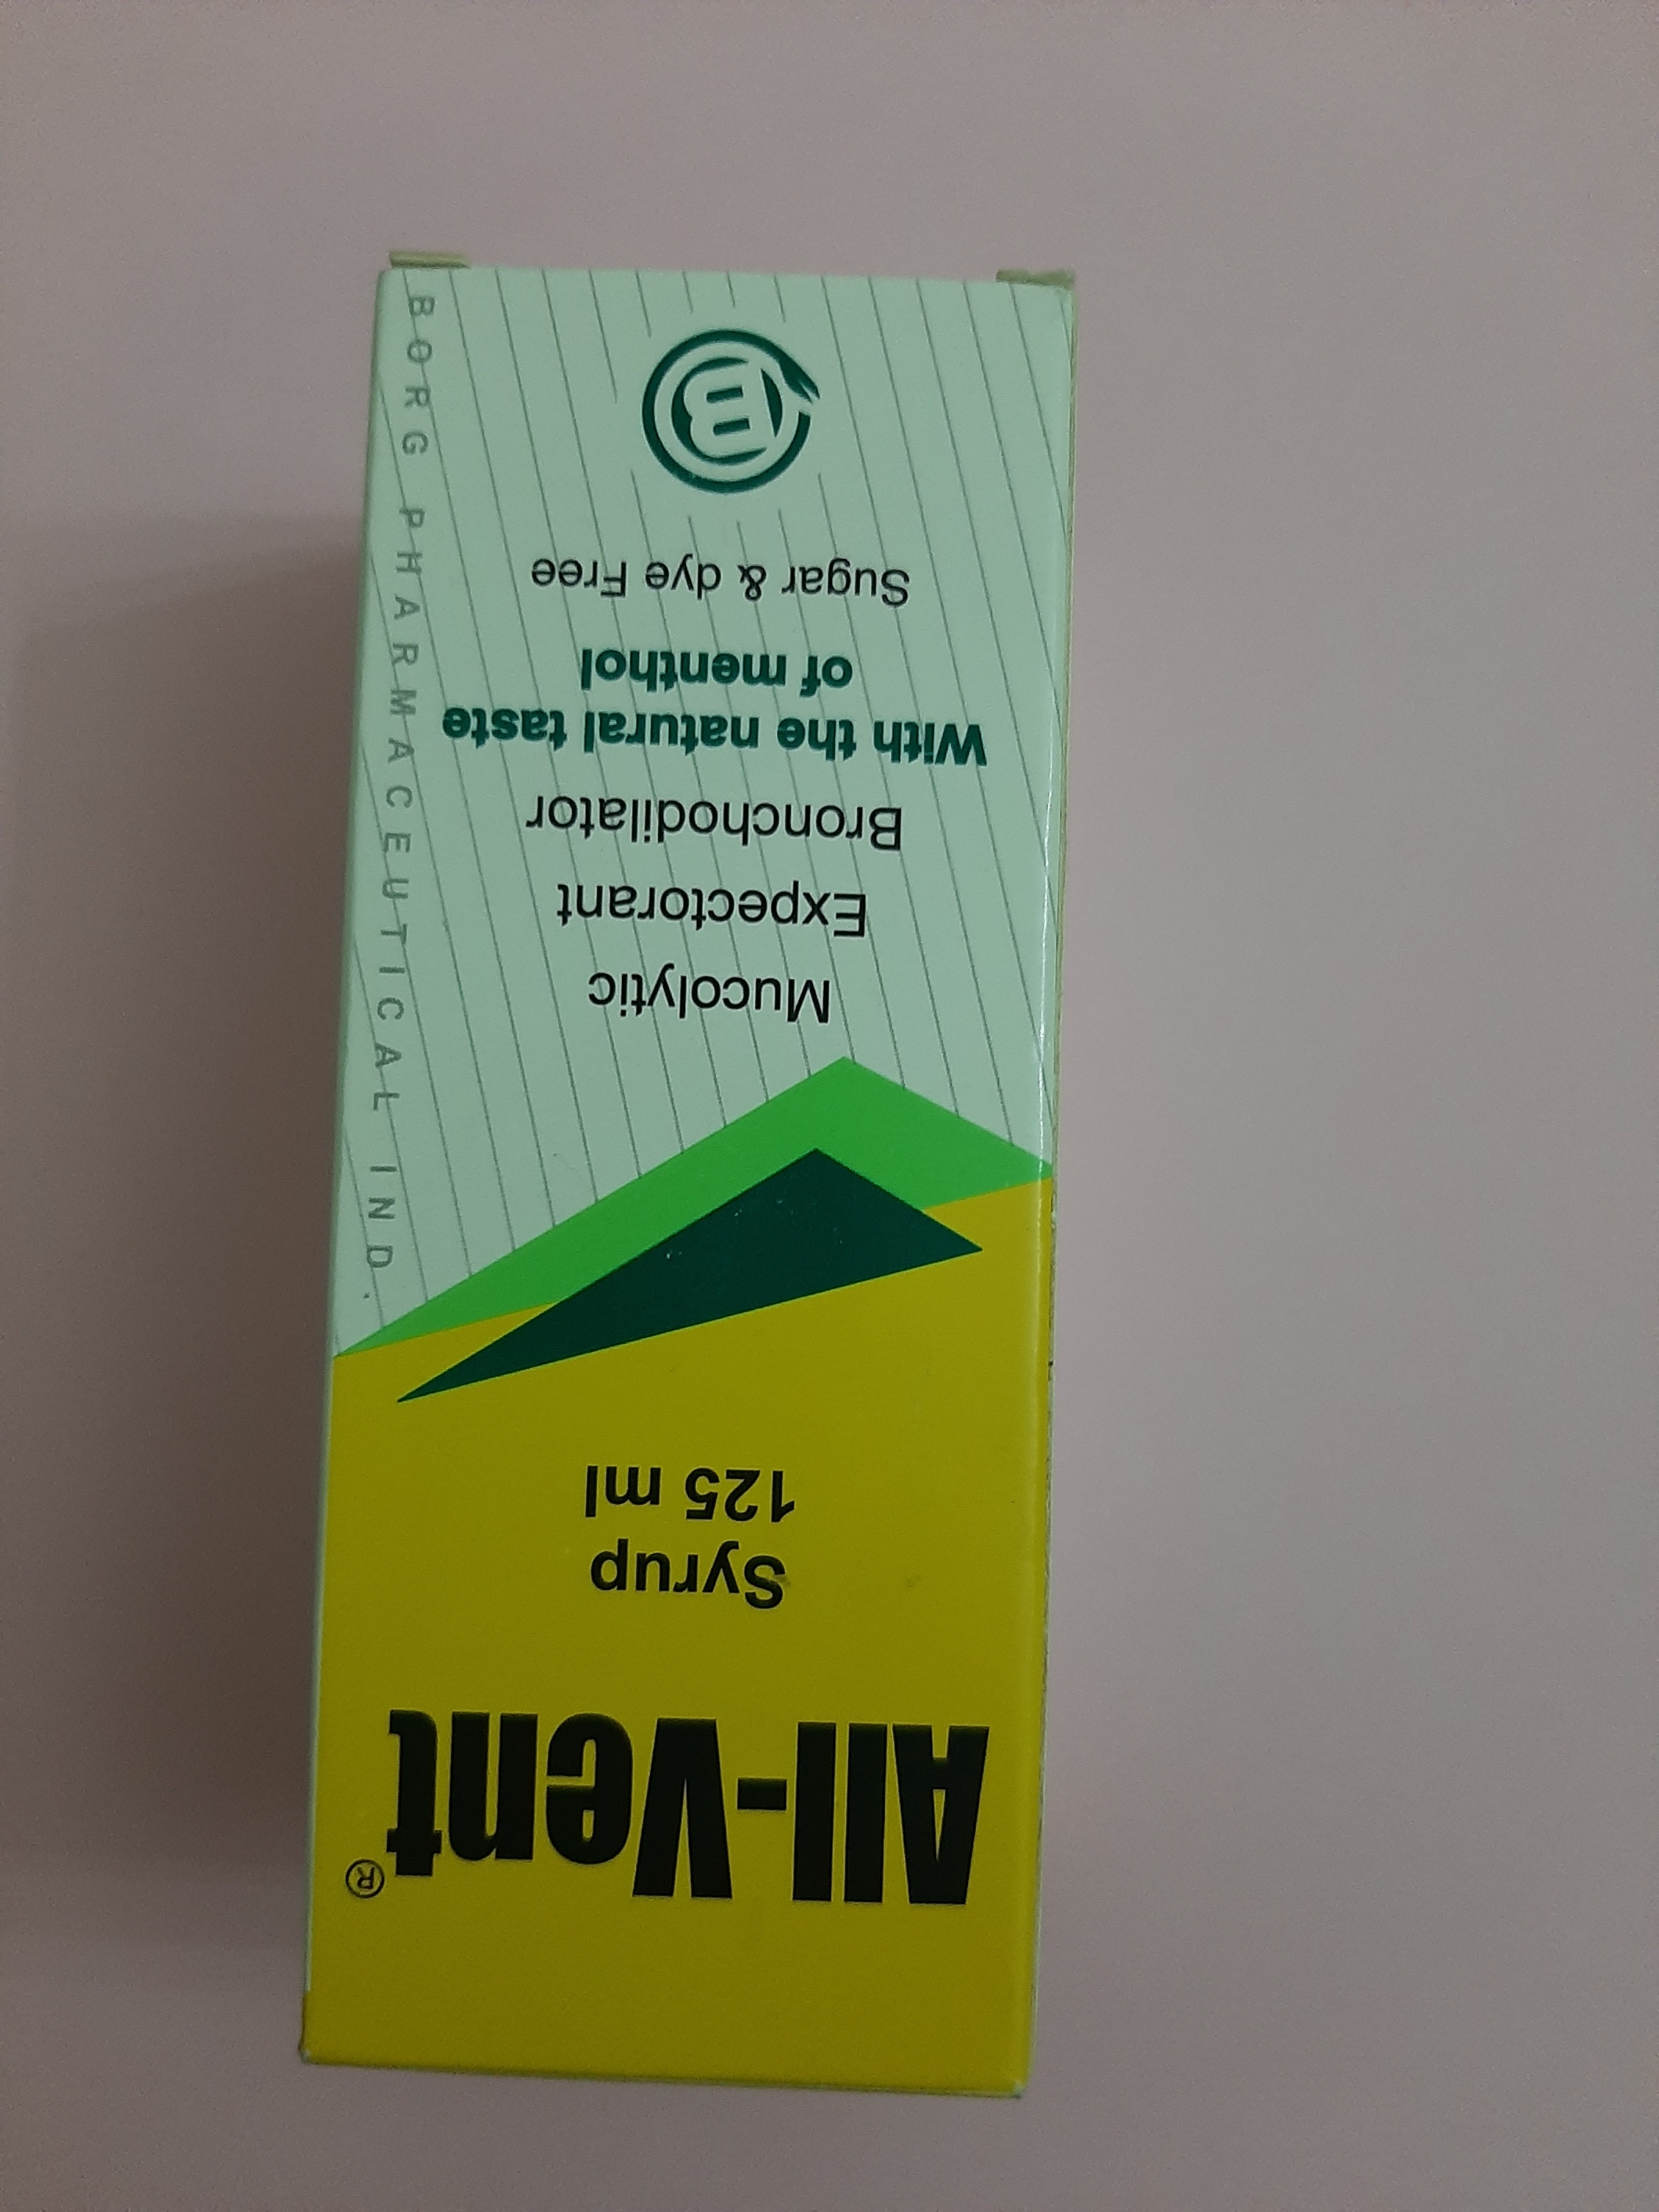 All-Vent®
Syrup
125 ml
Mucolytic
Expectorant
Bronchodilator
With the natural taste
of menthol
Sugar & dye Free
B
BORG PHARMACEUTICAL IND.